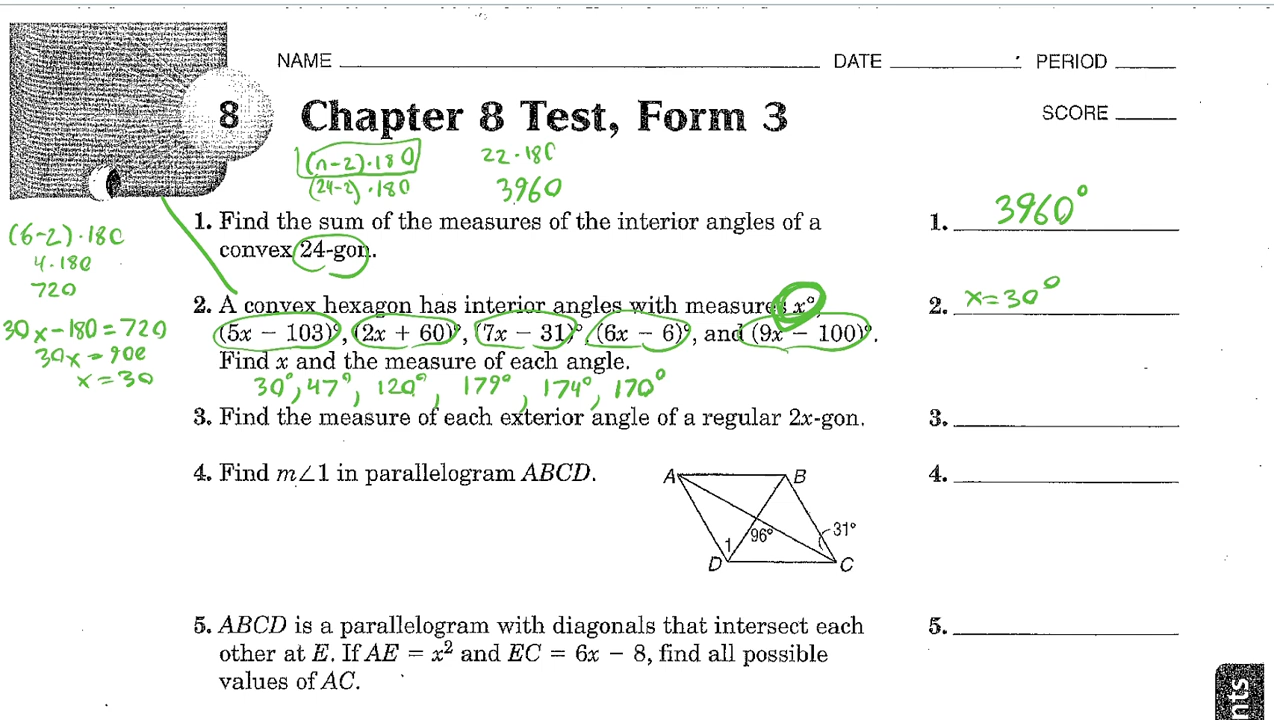 NAME ____ DATE ____ PERIOD ____
8 Chapter 8 Test, Form 3
SCORE ____
(n-2)·180 22·180
(24-2)·180 3960
1. Find the sum of the measures of the interior angles of a
convex 24-gon.
1. 3960°
(6-2)·180
4·180
720
30x-180=720
30x=900
x=30
2. A convex hexagon has interior angles with measures x°,
(5x − 103)°, (2x + 60)°, (7x − 31)°, (6x − 6)°, and (9x − 100)°.
Find x and the measure of each angle.
30°, 47°, 120°, 179°, 174°, 170°
2. x=30°
3. Find the measure of each exterior angle of a regular 2x-gon.
3.
4. Find m∠1 in parallelogram ABCD.
4.
A B
31°
96°
1
D C
5. ABCD is a parallelogram with diagonals that intersect each
other at E. If AE = x² and EC = 6x − 8, find all possible
values of AC.
5.
nts